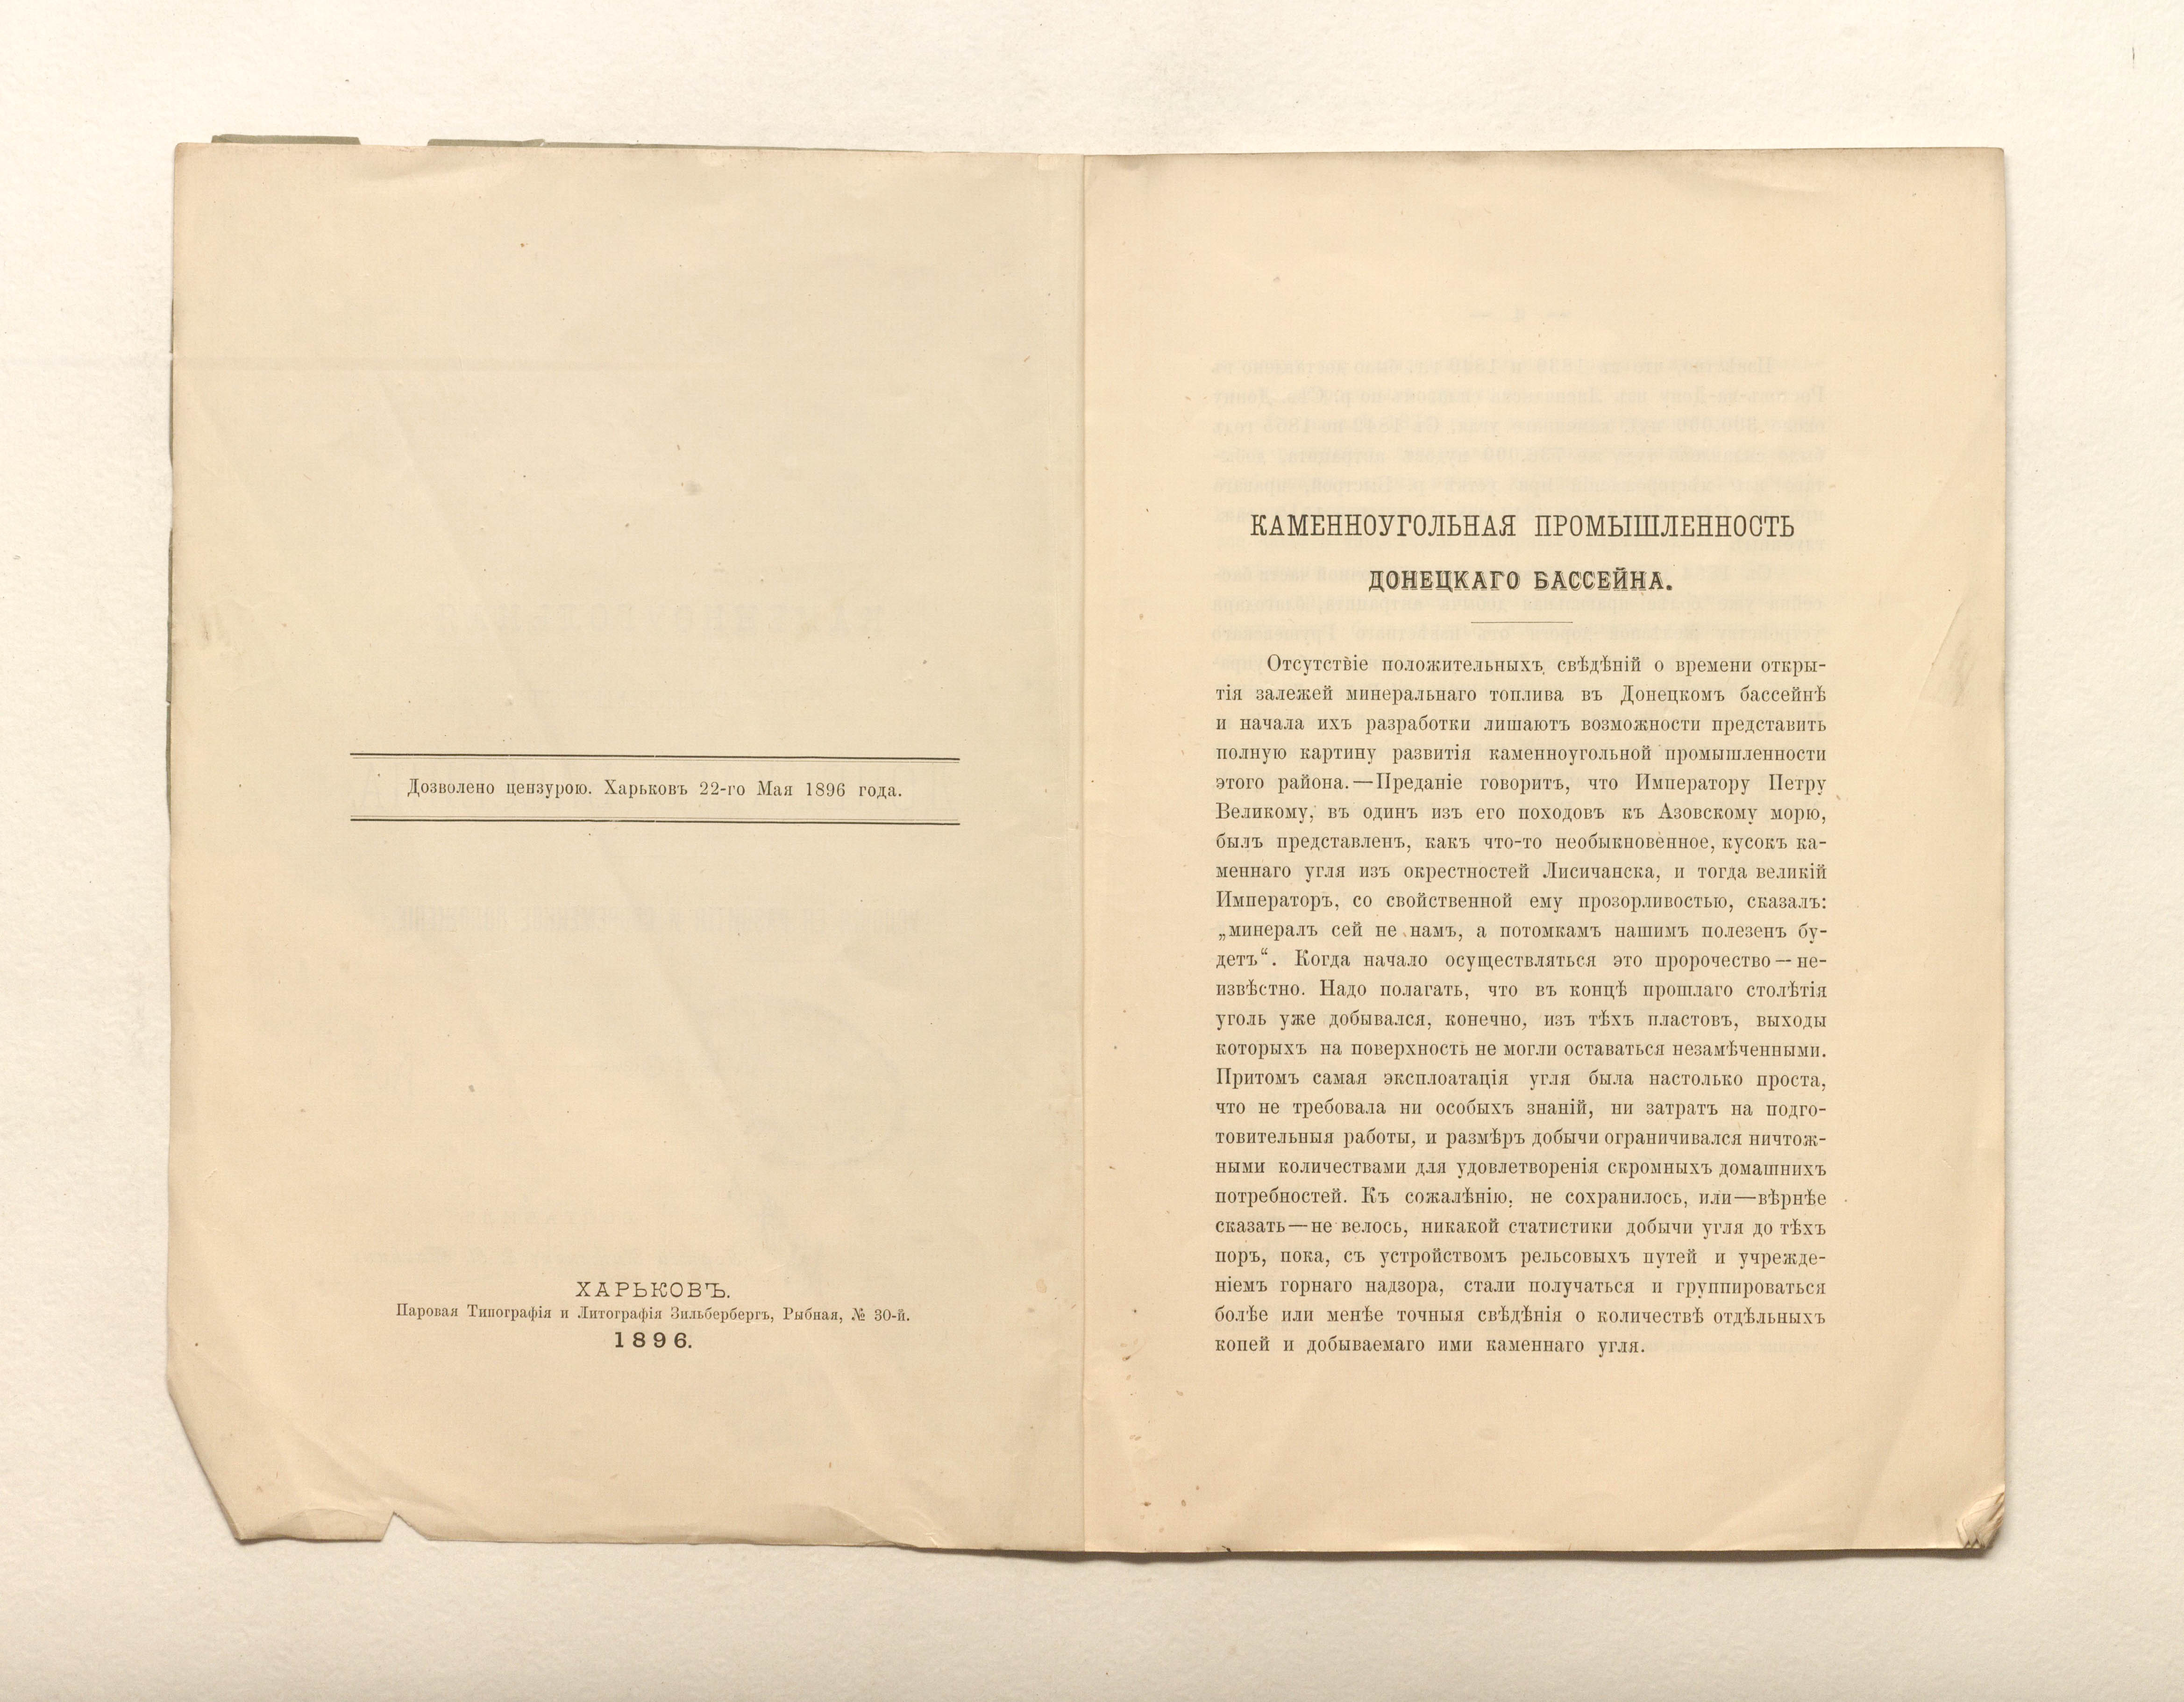 Дозволено цензурою. Харьковъ 22-го Мая 1896 года.
ХАРЬКОВЪ.
Паровая Типографія и Литографія Зильбербергъ, Рыбная, № 30-й.
1896.
КАМЕННОУГОЛЬНАЯ ПРОМЫШЛЕННОСТЬ
ДОНЕЦКАГО БАССЕЙНА.
Отсутствіе положительныхъ свѣдѣній о времени откры-
тія залежей минеральнаго топлива въ Донецкомъ бассейнѣ
и начала ихъ разработки лишаютъ возможности представить
полную картину развитія каменноугольной промышленности
этого района.—Преданіе говоритъ, что Императору Петру
Великому, въ одинъ изъ его походовъ къ Азовскому морю,
былъ представленъ, какъ что-то необыкновенное, кусокъ ка-
меннаго угля изъ окрестностей Лисичанска, и тогда великій
Императоръ, со свойственной ему прозорливостью, сказалъ:
„минералъ сей не намъ, а потомкамъ нашимъ полезенъ бу-
детъ“. Когда начало осуществляться это пророчество—не-
извѣстно. Надо полагать, что въ концѣ прошлаго столѣтія
уголь уже добывался, конечно, изъ тѣхъ пластовъ, выходы
которыхъ на поверхность не могли оставаться незамѣченными.
Притомъ самая эксплоатація угля была настолько проста,
что не требовала ни особыхъ знаній, ни затратъ на подго-
товительныя работы, и размѣръ добычи ограничивался ничтож-
ными количествами для удовлетворенія скромныхъ домашнихъ
потребностей. Къ сожалѣнію, не сохранилось, или—вѣрнѣе
сказать—не велось, никакой статистики добычи угля до тѣхъ
поръ, пока, съ устройствомъ рельсовыхъ путей и учрежде-
ніемъ горнаго надзора, стали получаться и группироваться
болѣе или менѣе точныя свѣдѣнія о количествѣ отдѣльныхъ
копей и добываемаго ими каменнаго угля.